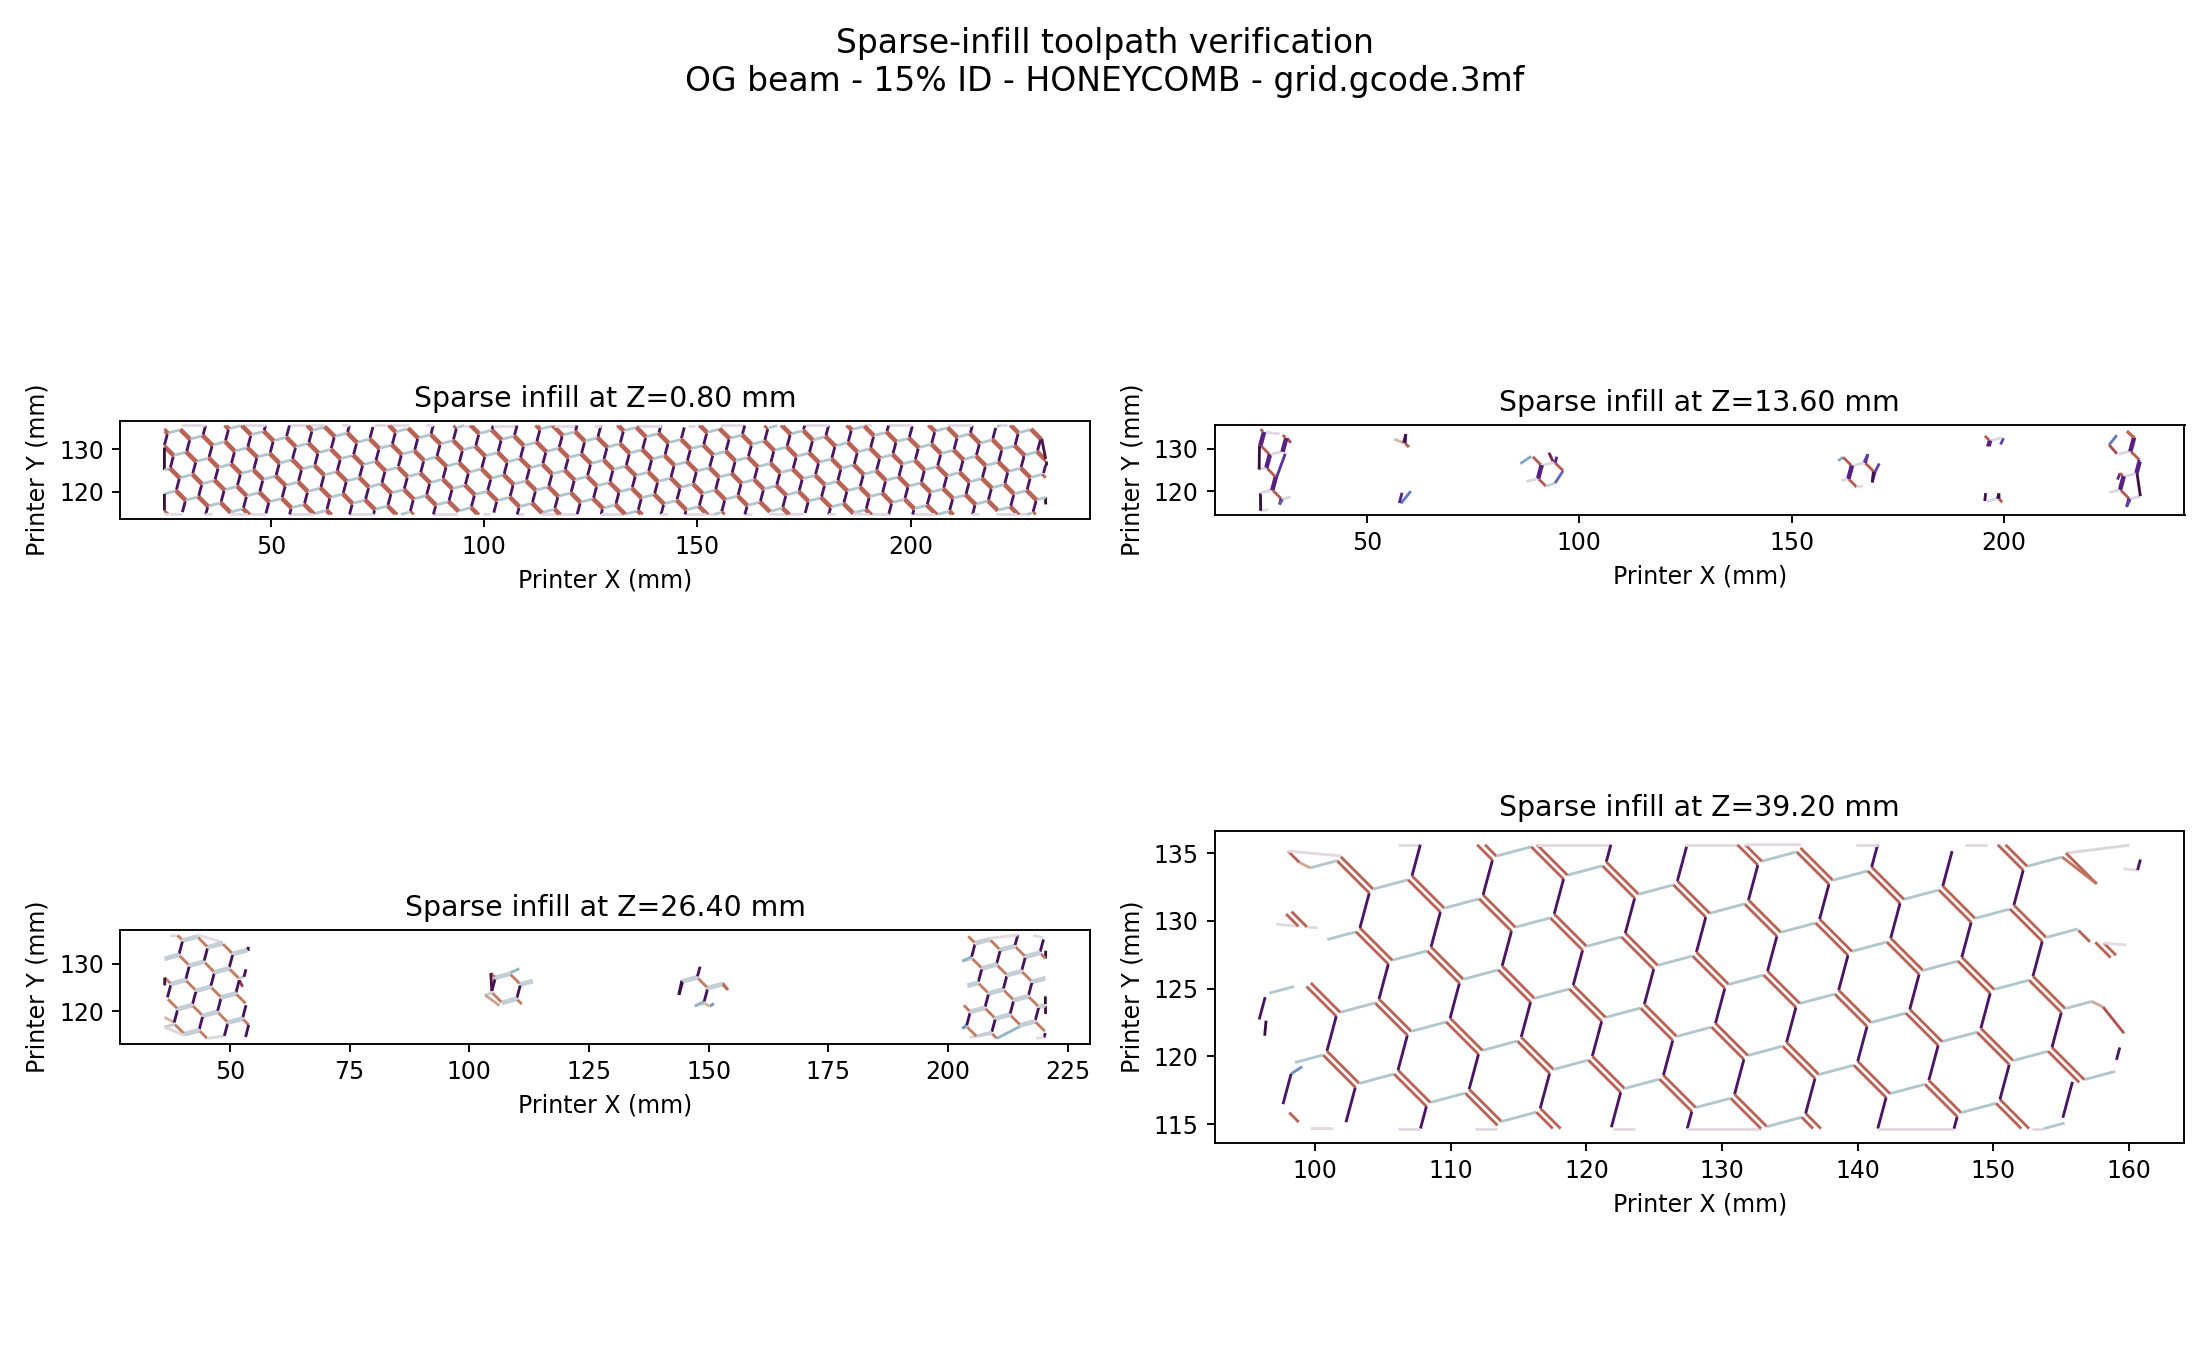 Sparse-infill toolpath verification
OG beam - 15% ID - HONEYCOMB - grid.gcode.3mf
Sparse infill at Z=0.80 mm
Printer Y (mm)
130
120
50 100 150 200
Printer X (mm)
Sparse infill at Z=13.60 mm
Printer Y (mm)
130
120
50 100 150 200
Printer X (mm)
Sparse infill at Z=26.40 mm
Printer Y (mm)
130
120
50 75 100 125 150 175 200 225
Printer X (mm)
Sparse infill at Z=39.20 mm
Printer Y (mm)
135
130
125
120
115
100 110 120 130 140 150 160
Printer X (mm)